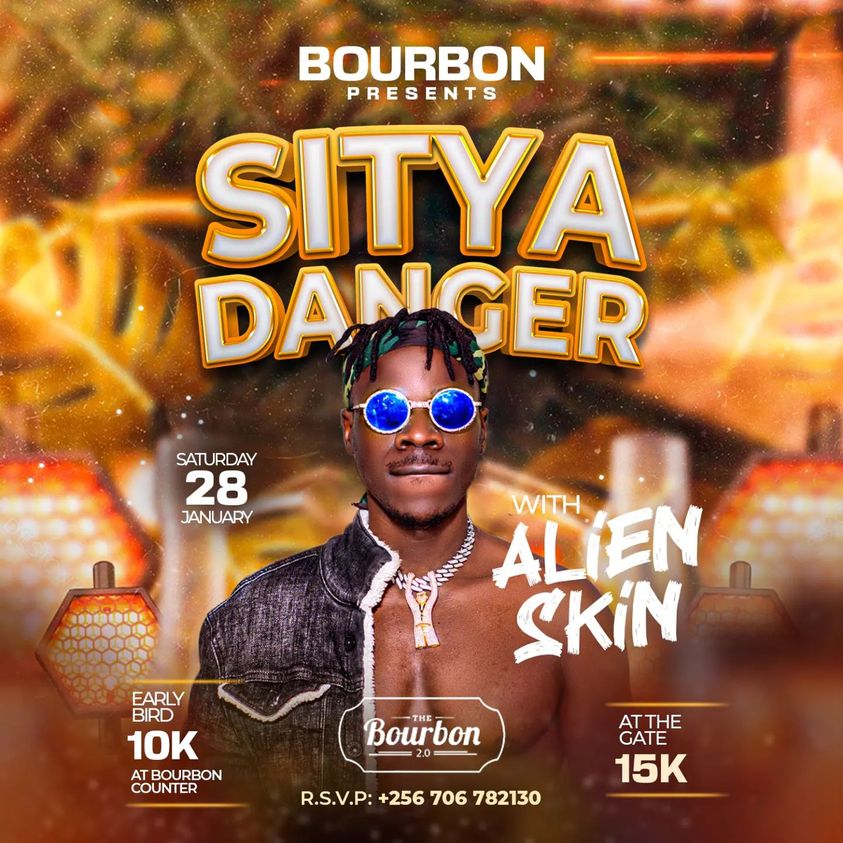 BOURBON
PRESENTS
SITYA
DANGER
SATURDAY
28
JANUARY
WITH
ALiEN
SKiN
EARLY
BIRD
10K
AT BOURBON
COUNTER
THE
Bourbon
2.0
AT THE
GATE
15K
R.S.V.P: +256 706 782130